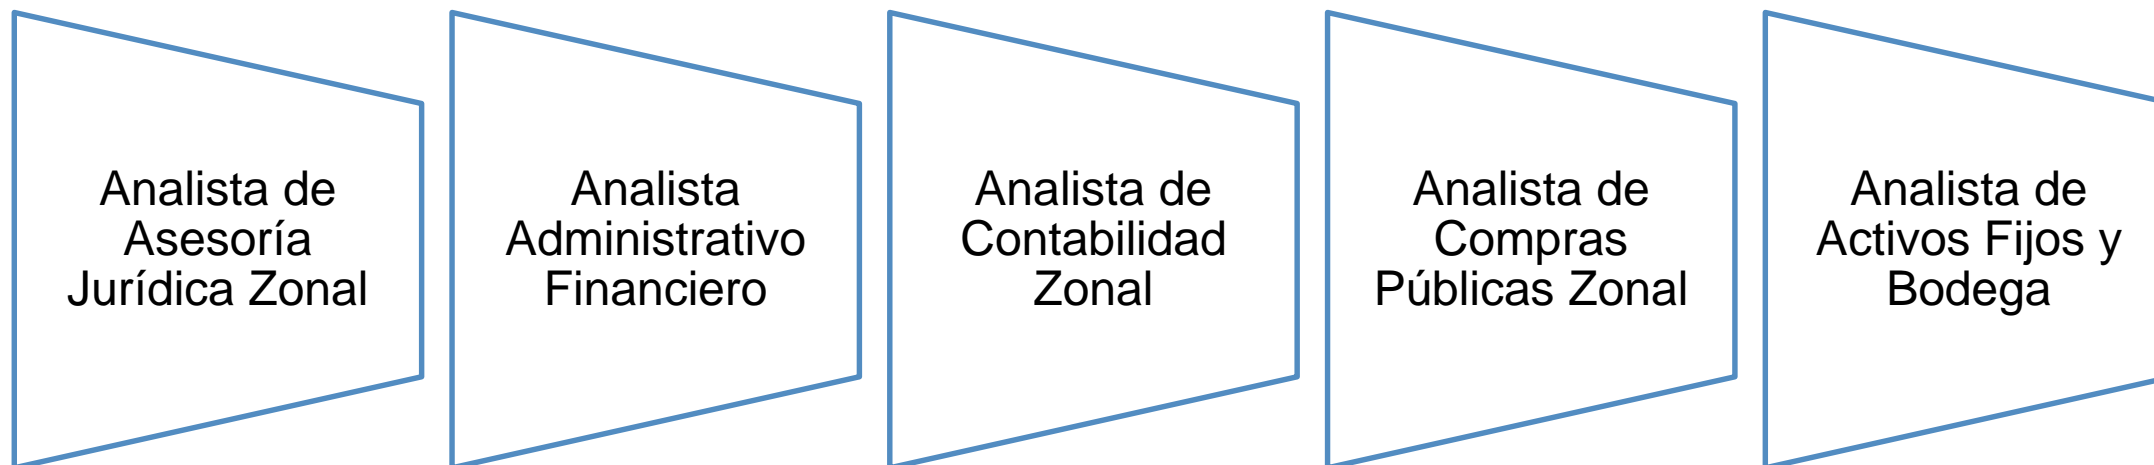 Analista de
Asesoría
Jurídica Zonal
Analista
Administrativo
Financiero
Analista de
Contabilidad
Zonal
Analista de
Compras
Públicas Zonal
Analista de
Activos Fijos y
Bodega